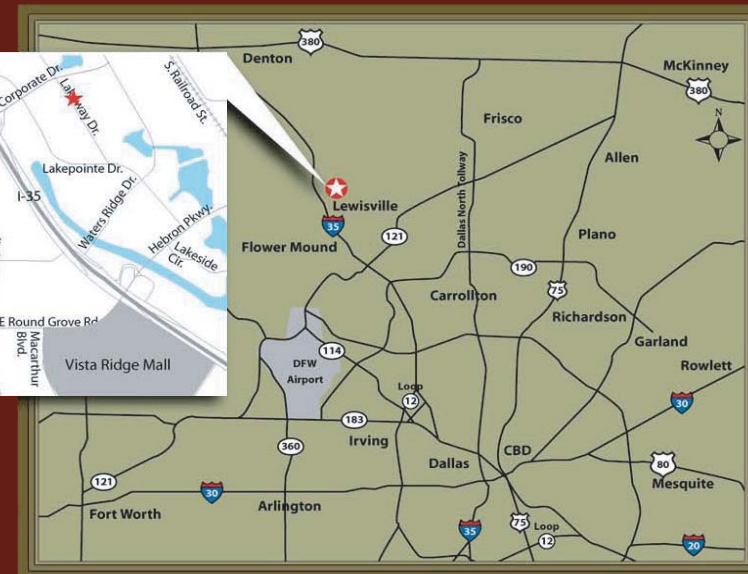 380
Denton
McKinney
380
N
Frisco
Allen
Corporate Dr.
Lakeway Dr.
S. Railroad St.
Lakepointe Dr.
I-35
Waters Ridge Dr.
Hebron Pkwy.
Lakeside
Cir.
E Round Grove Rd
Macarthur
Blvd.
Vista Ridge Mall
Lewisville
35
Flower Mound
121
Dallas North Tollway
Plano
190
75
Carrollton
Richardson
Garland
114
DFW
Airport
Rowlett
Loop
12
30
183
360
Irving
CBD
Dallas
80
Mesquite
121
30
Fort Worth
Arlington
35
75
Loop
12
20